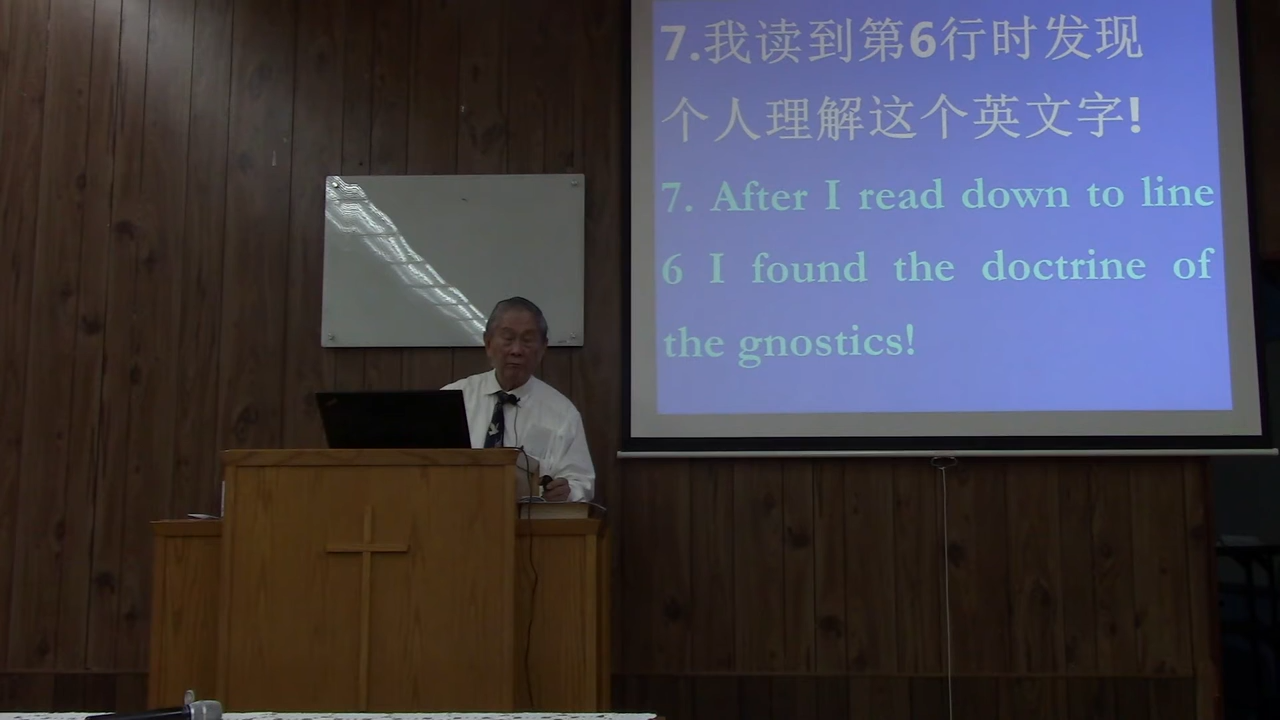 7.我读到第6行时发现
个人理解这个英文字!
7. After I read down to line
6 I found the doctrine of
the gnostics!